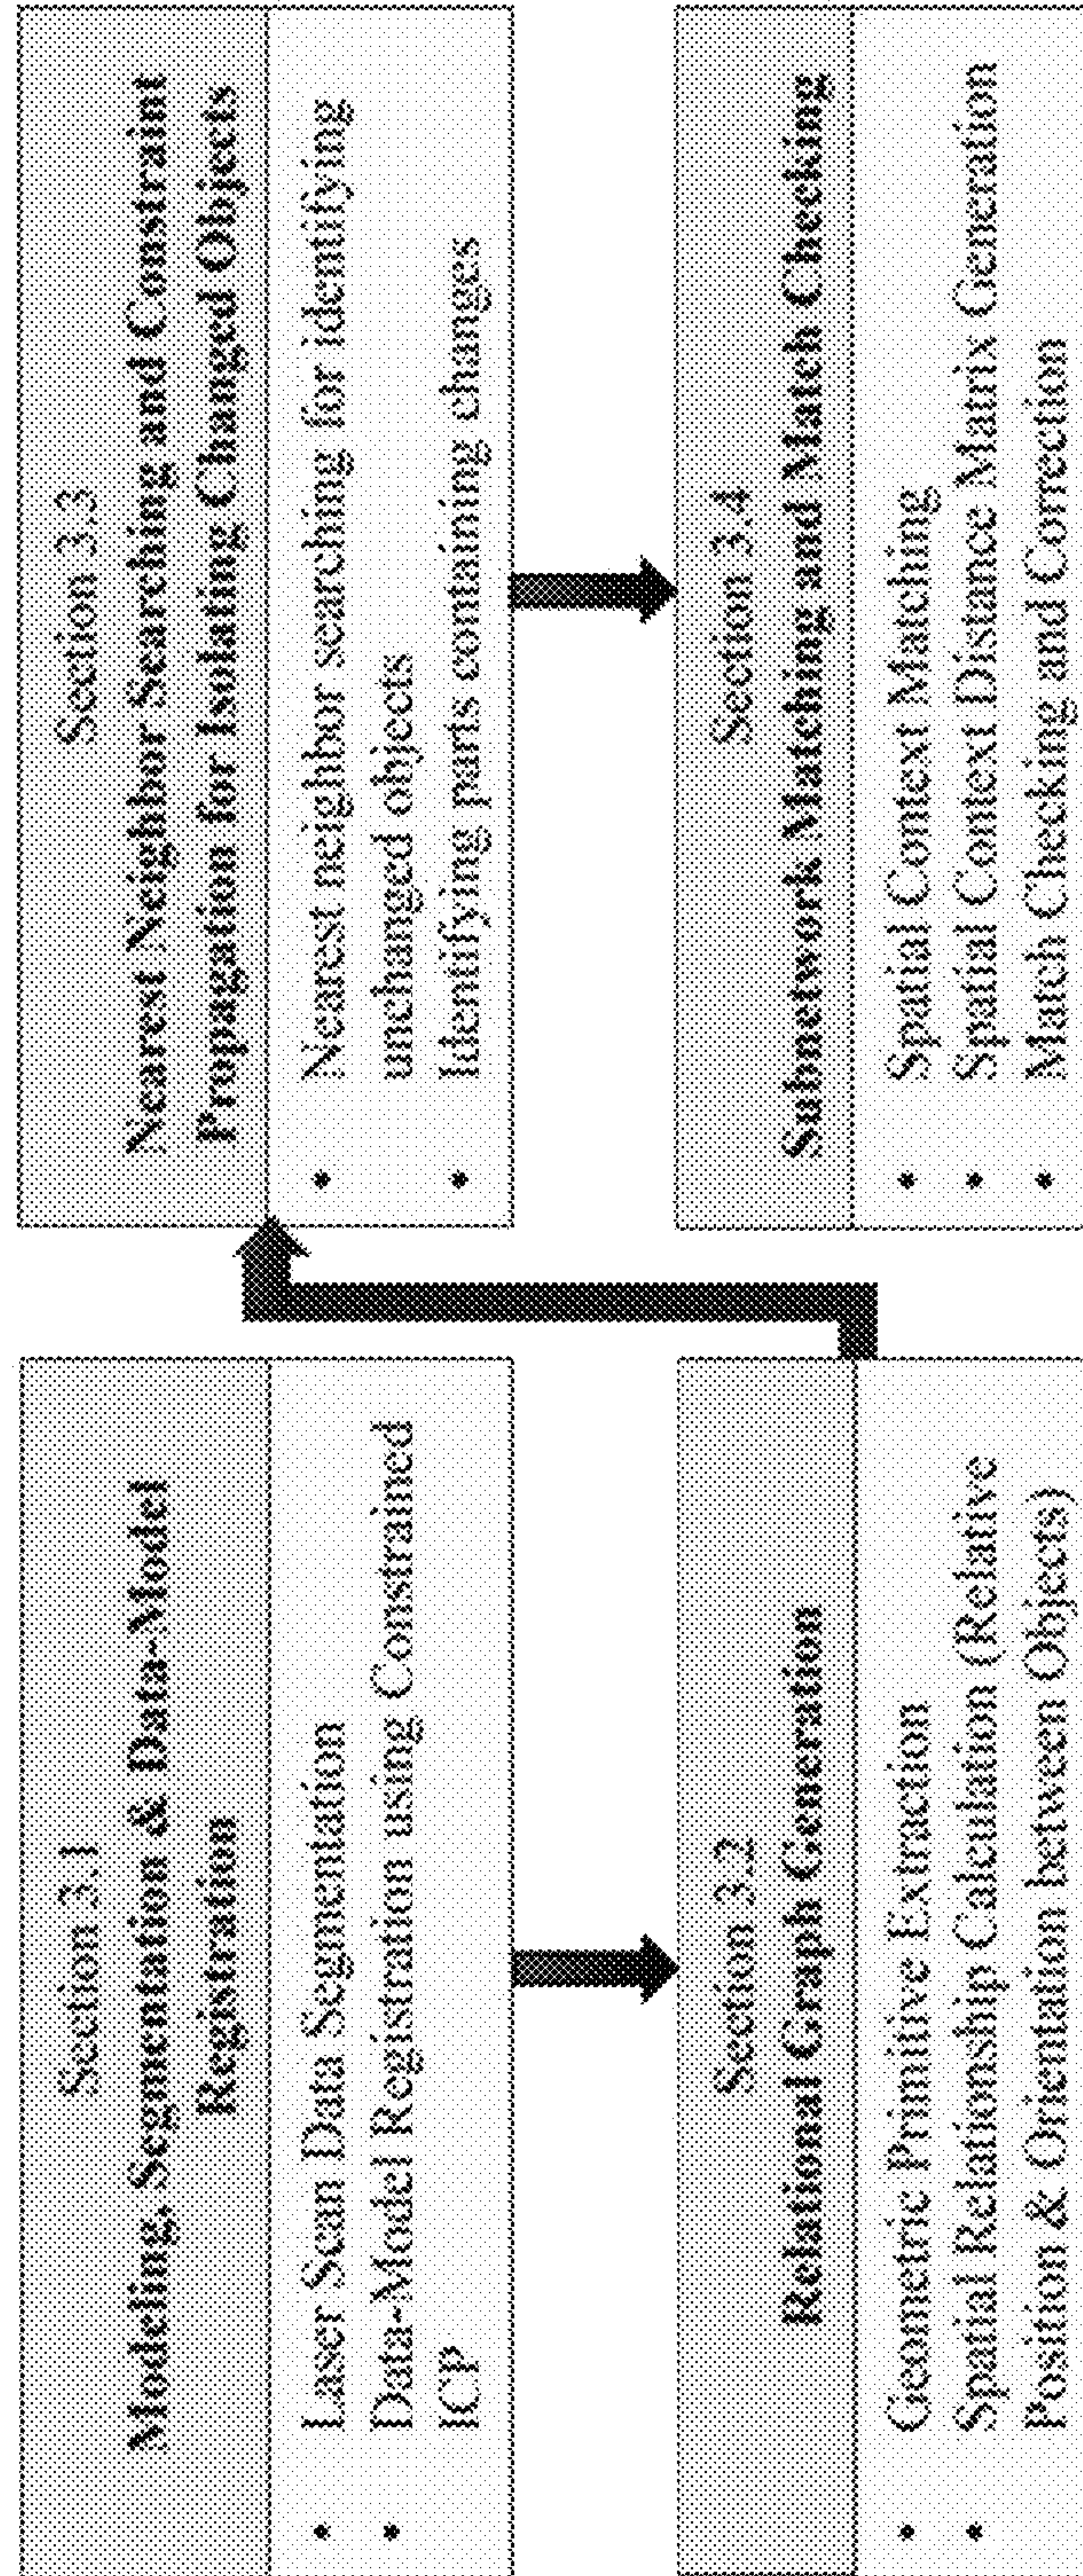 Section 3.1
Modeling, Segmentation & Data-Model
Registration
• Laser Scan Data Segmentation
• Data-Model Registration using Constrained
ICP
Section 3.2
Relational Graph Generation
• Geometric Primitive Extraction
• Spatial Relationship Calculation (Relative
Position & Orientation between Objects)
Section 3.3
Nearest Neighbor Searching and Constraint
Propagation for Isolating Changed Objects
• Nearest neighbor searching for identifying
unchanged objects
• Identifying parts containing changes
Section 3.4
Subnetwork Matching and Match Checking
• Spatial Context Matching
• Spatial Context Distance Matrix Generation
• Match Checking and Correction